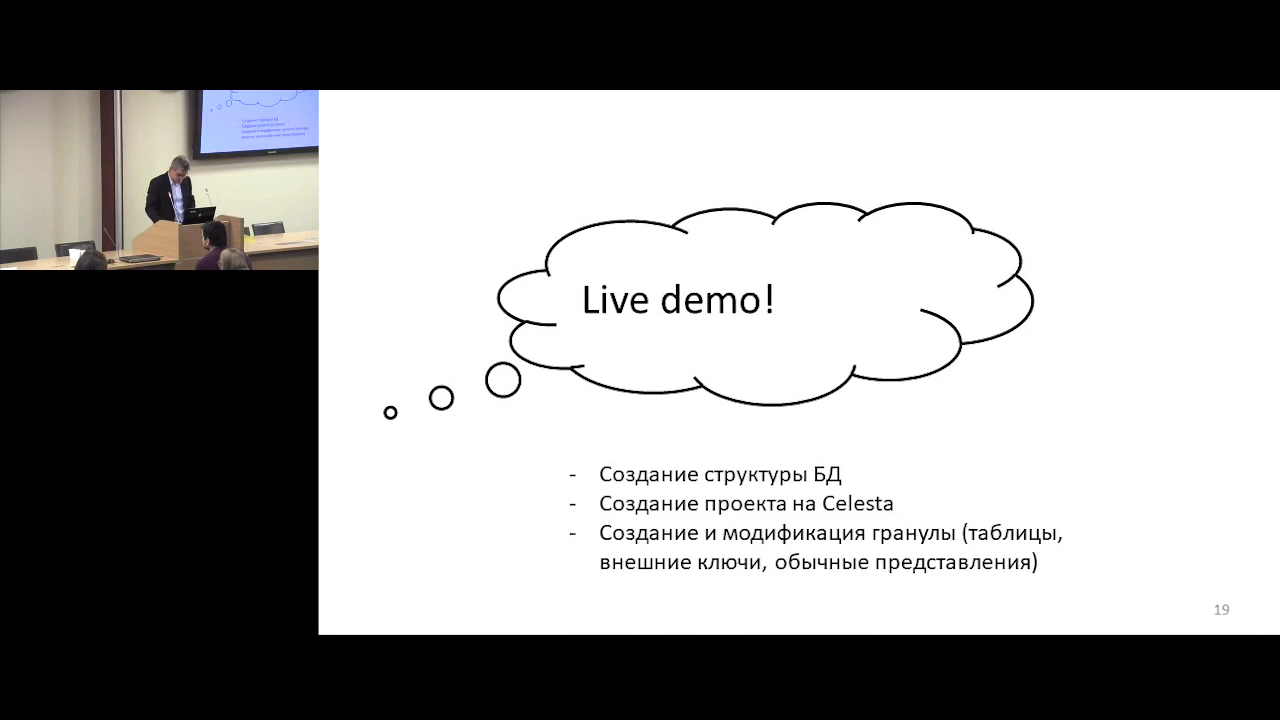 Live demo!
- Создание структуры БД
- Создание проекта на Celesta
- Создание и модификация гранулы (таблицы,
внешние ключи, обычные представления)
19